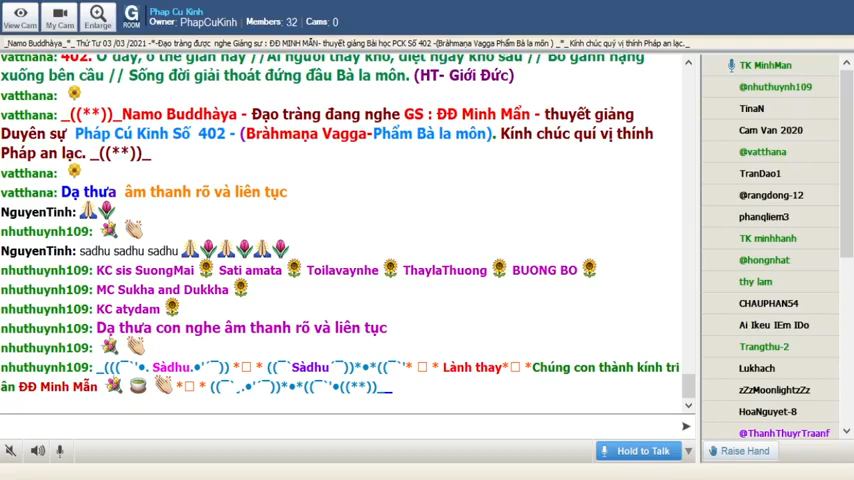 View Cam
My Cam
Enlarge
G
ROOM
Phap Cu Kinh
Owner: PhapCuKinh Members: 32 Cams: 0
_Namo Buddhàya_*_ Thứ Tư 03 /03 /2021 -*-Đạo tràng được nghe Giảng sư : ĐĐ MINH MẪN- thuyết giảng Bài học PCK Số 402 -(Bràhmaṇa Vagga Phẩm Bà la môn ) _*_ Kính chúc quý vị thính Pháp an lạc._
402. Ở đây, ở thế gian này //Ai người thấy khổ, diệt ngay khổ sầu // Bỏ gánh nặng
xuống bên cầu // Sống đời giải thoát đứng đầu Bà la môn. (HT- Giới Đức)
vatthana:
vatthana: _((**))_Namo Buddhàya - Đạo tràng đang nghe GS : ĐĐ Minh Mẩn - thuyết giảng
Duyên sự Pháp Cú Kinh Số 402 - (Bràhmaṇa Vagga-Phẩm Bà la môn). Kính chúc quí vị thính
Pháp an lạc. _((**))_
vatthana:
vatthana: Dạ thưa âm thanh rõ và liên tục
NguyenTinh:
nhuthuynh109:
NguyenTinh: sadhu sadhu sadhu
nhuthuynh109: KC sis SuongMai Sati amata Toilavaynhe ThaylaThuong BUONG BO
nhuthuynh109: MC Sukha and Dukkha
nhuthuynh109: KC atydam
nhuthuynh109: Dạ thưa con nghe âm thanh rõ và liên tục
nhuthuynh109:
nhuthuynh109: _(((¯`'•. Sàdhu.•'´¯)) *□* ((¯`Sàdhu´¯))*•*((¯`'*□* Lành thay*□*Chúng con thành kính tri
ân ĐĐ Minh Mẫn *□* ((¯`¸.•'´¯))*•*((¯`'•((**))__
Hold to Talk
Raise Hand
TK MinhMan
@nhuthuynh109
TinaN
Cam Van 2020
@vatthana
TranDao1
@rangdong-12
phanqliem3
TK minhhanh
@hongnhat
thy lam
CHAUPHAN54
Ai Ikeu IEm IDo
Trangthu-2
Lukhach
zZzMoonlightzZz
HoaNguyet-8
@ThanhThuyrTraanf